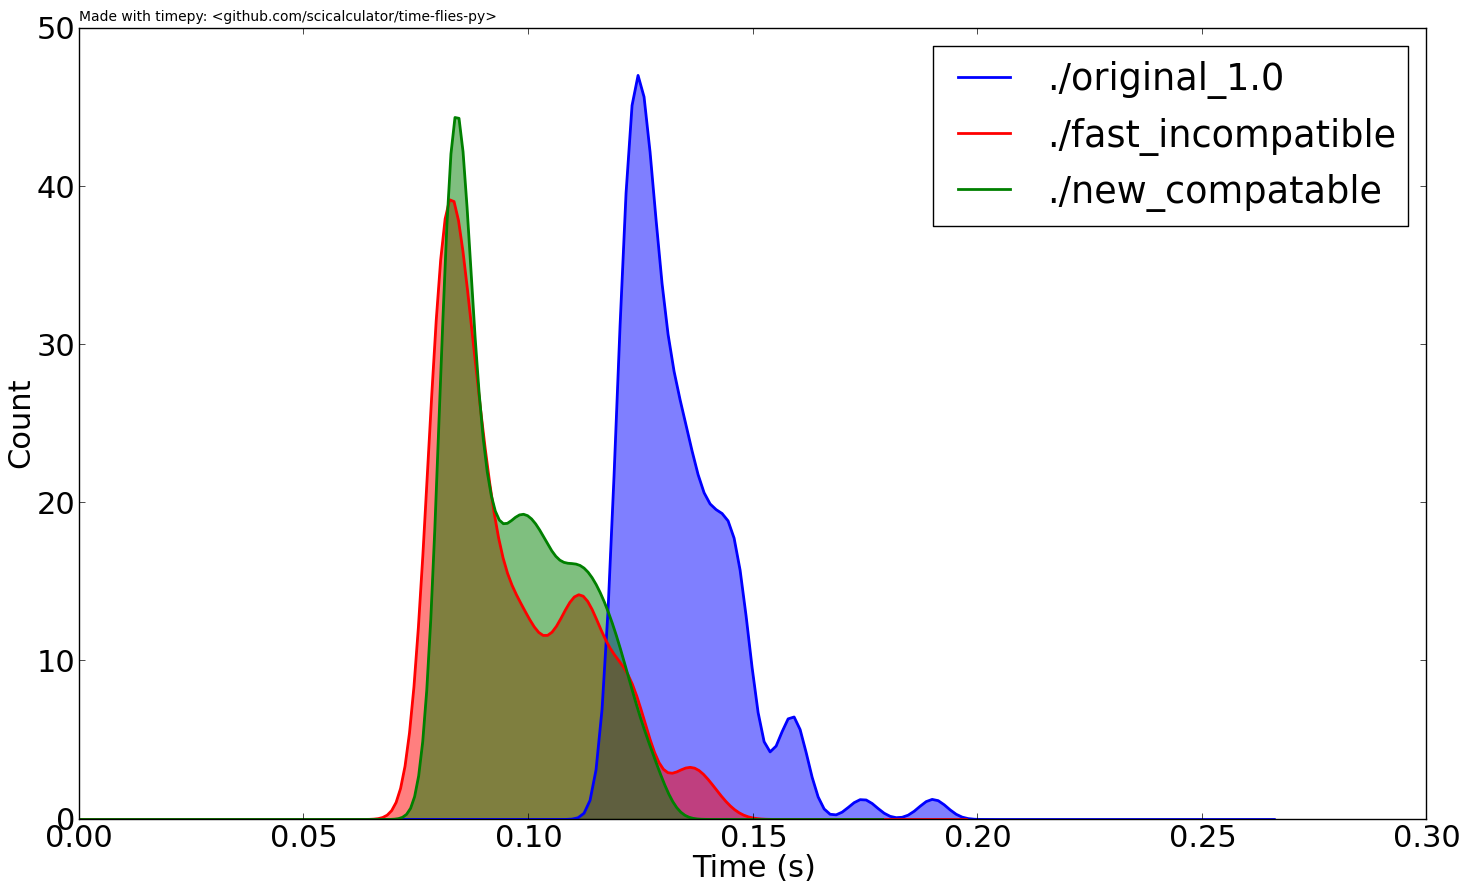 Made with timepy: <github.com/scicalculator/time-flies-py>
50
40
30
20
10
0
Count
./original_1.0
./fast_incompatible
./new_compatable
0.00 0.05 0.10 0.15 0.20 0.25 0.30
Time (s)